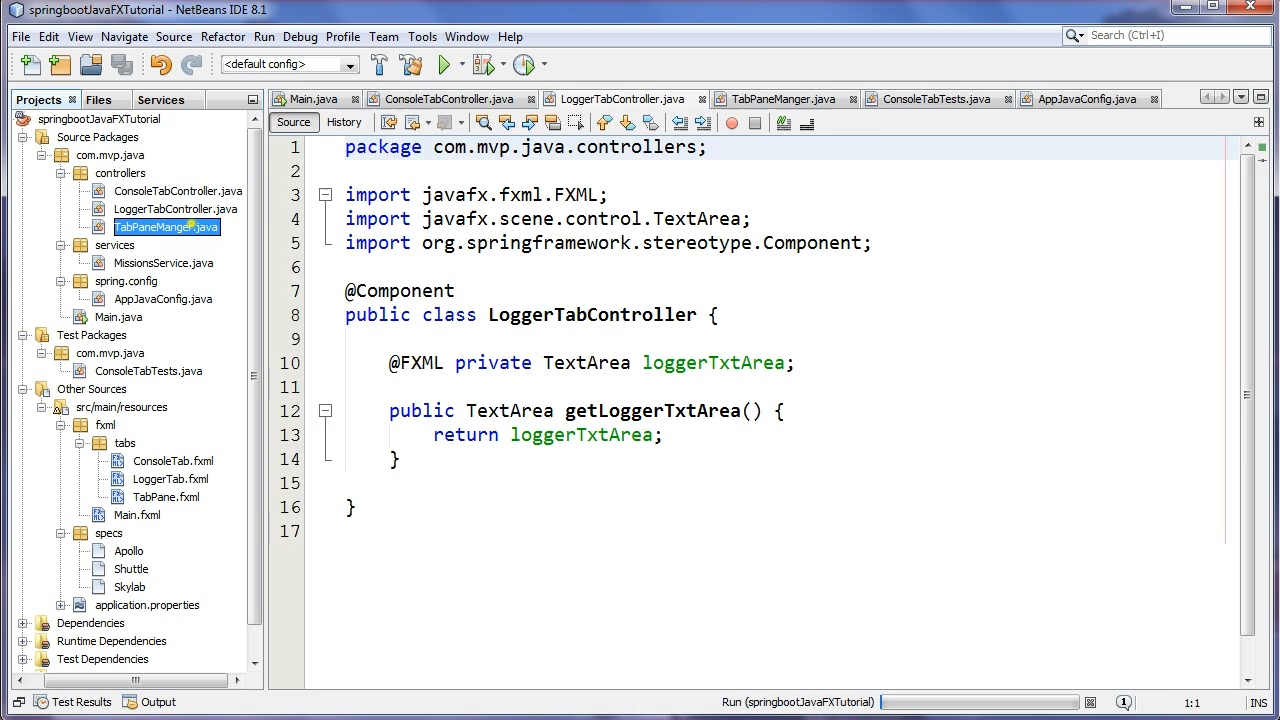 springbootJavaFXTutorial - NetBeans IDE 8.1
File Edit View Navigate Source Refactor Run Debug Profile Team Tools Window Help
Search (Ctrl+I)
<default config>
Projects Files Services
Main.java ConsoleTabController.java LoggerTabController.java TabPaneManger.java ConsoleTabTests.java AppJavaConfig.java
Source History
springbootJavaFXTutorial
Source Packages
com.mvp.java
controllers
ConsoleTabController.java
LoggerTabController.java
TabPaneManger.java
services
MissionsService.java
spring.config
AppJavaConfig.java
Main.java
Test Packages
com.mvp.java
ConsoleTabTests.java
Other Sources
src/main/resources
fxml
tabs
ConsoleTab.fxml
LoggerTab.fxml
TabPane.fxml
Main.fxml
specs
Apollo
Shuttle
Skylab
application.properties
Dependencies
Runtime Dependencies
Test Dependencies
1 package com.mvp.java.controllers;
2
3 import javafx.fxml.FXML;
4 import javafx.scene.control.TextArea;
5 import org.springframework.stereotype.Component;
6
7 @Component
8 public class LoggerTabController {
9
10 @FXML private TextArea loggerTxtArea;
11
12 public TextArea getLoggerTxtArea() {
13 return loggerTxtArea;
14 }
15
16 }
17
Test Results Output
Run (springbootJavaFXTutorial)
1
1:1
INS